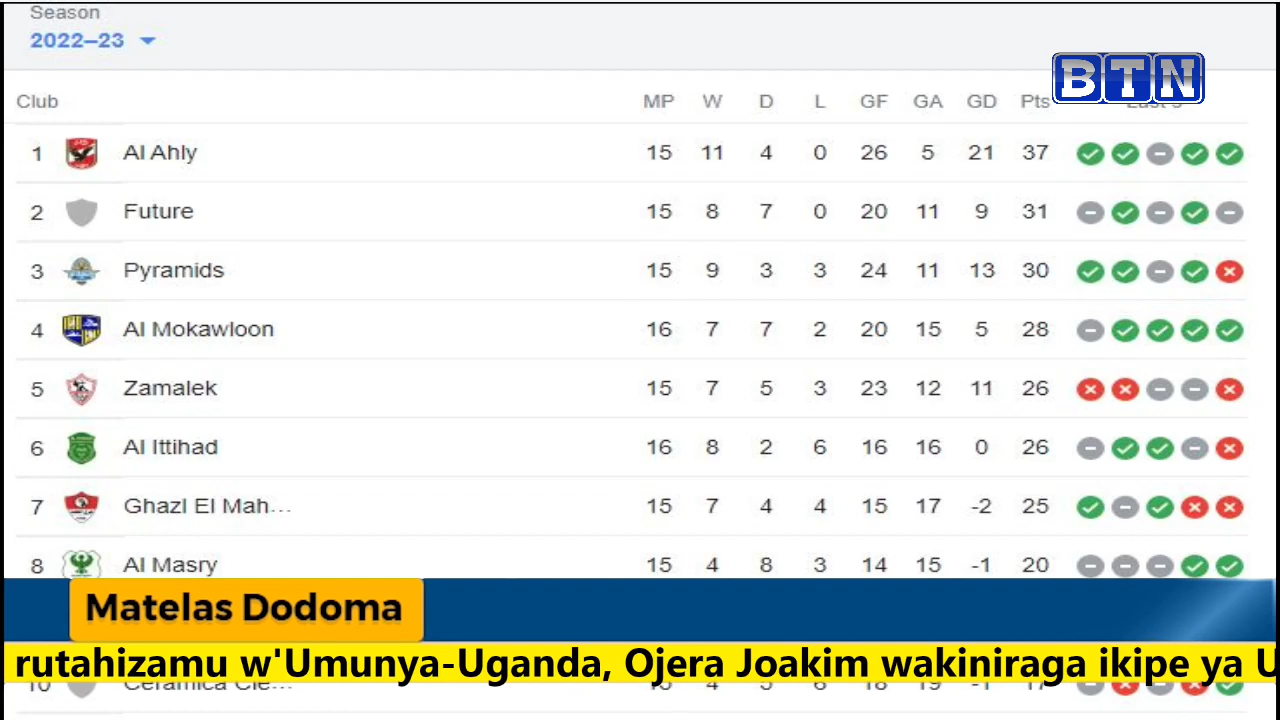 Season
2022–23
BTN
Club MP W D L GF GA GD Pts
1 Al Ahly 15 11 4 0 26 5 21 37
2 Future 15 8 7 0 20 11 9 31
3 Pyramids 15 9 3 3 24 11 13 30
4 Al Mokawloon 16 7 7 2 20 15 5 28
5 Zamalek 15 7 5 3 23 12 11 26
6 Al Ittihad 16 8 2 6 16 16 0 26
7 Ghazl El Mah... 15 7 4 4 15 17 -2 25
8 Al Masry 15 4 8 3 14 15 -1 20
Matelas Dodoma
rutahizamu w'Umunya-Uganda, Ojera Joakim wakiniraga ikipe ya U
10 Ceramica Cle...